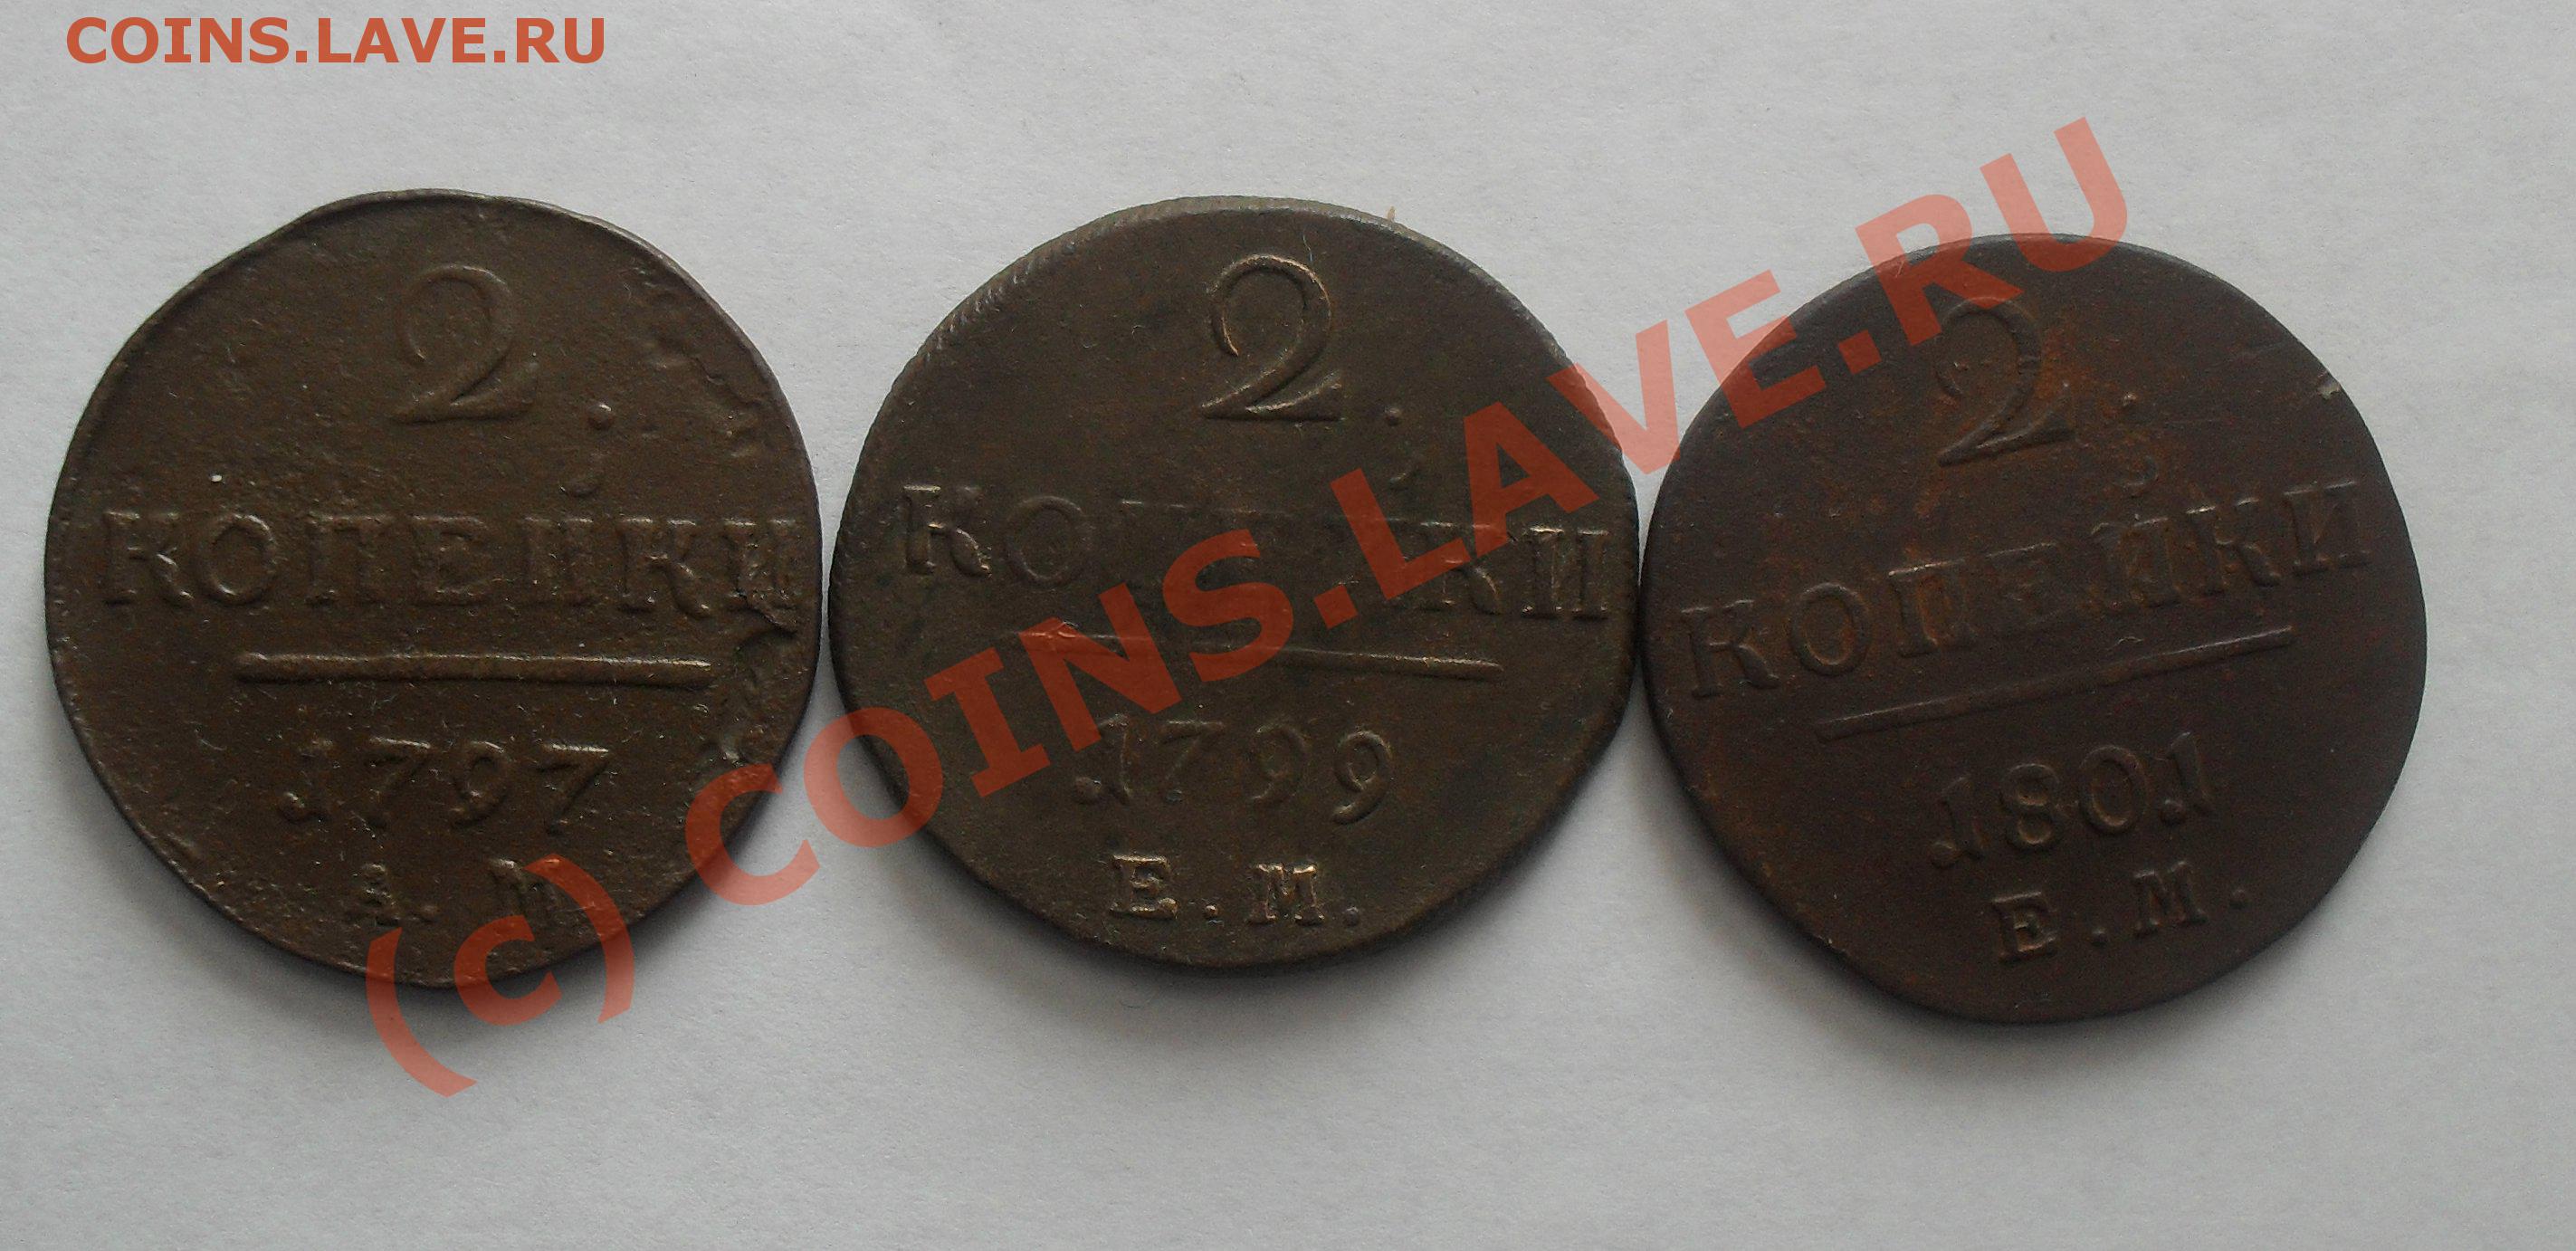 COINS.LAVE.RU
2.
КОПЕЙКИ
1797
А.М
2.
КОПЕЙКИ
1799
Е.М.
2.
КОПЕЙКИ
1801
Е.М.
(c) COINS.LAVE.RU